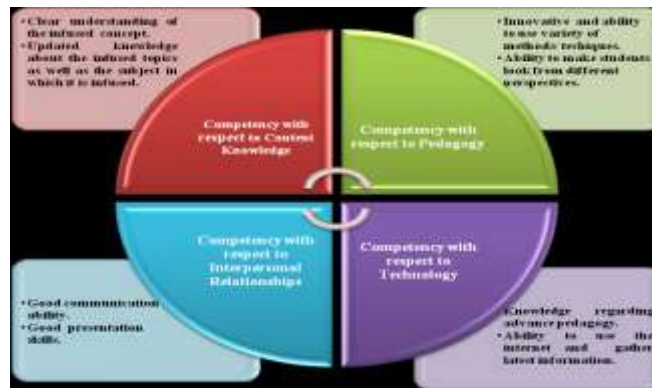 • Clear understanding of
the infused concept.
• Updated knowledge
about the infused topics
as well as the subject in
which it is infused.
• Innovative and ability
to use variety of
methods/techniques.
• Ability to make students
look from different
perspectives.
Competency with
respect to Content
Knowledge
Competency with
respect to Pedagogy
Competency with
respect to
Interpersonal
Relationships
Competency with
respect to
Technology
• Good communication
ability.
• Good presentation
skills.
Knowledge regarding
advance pedagogy.
• Ability to use the
internet and gather
latest information.